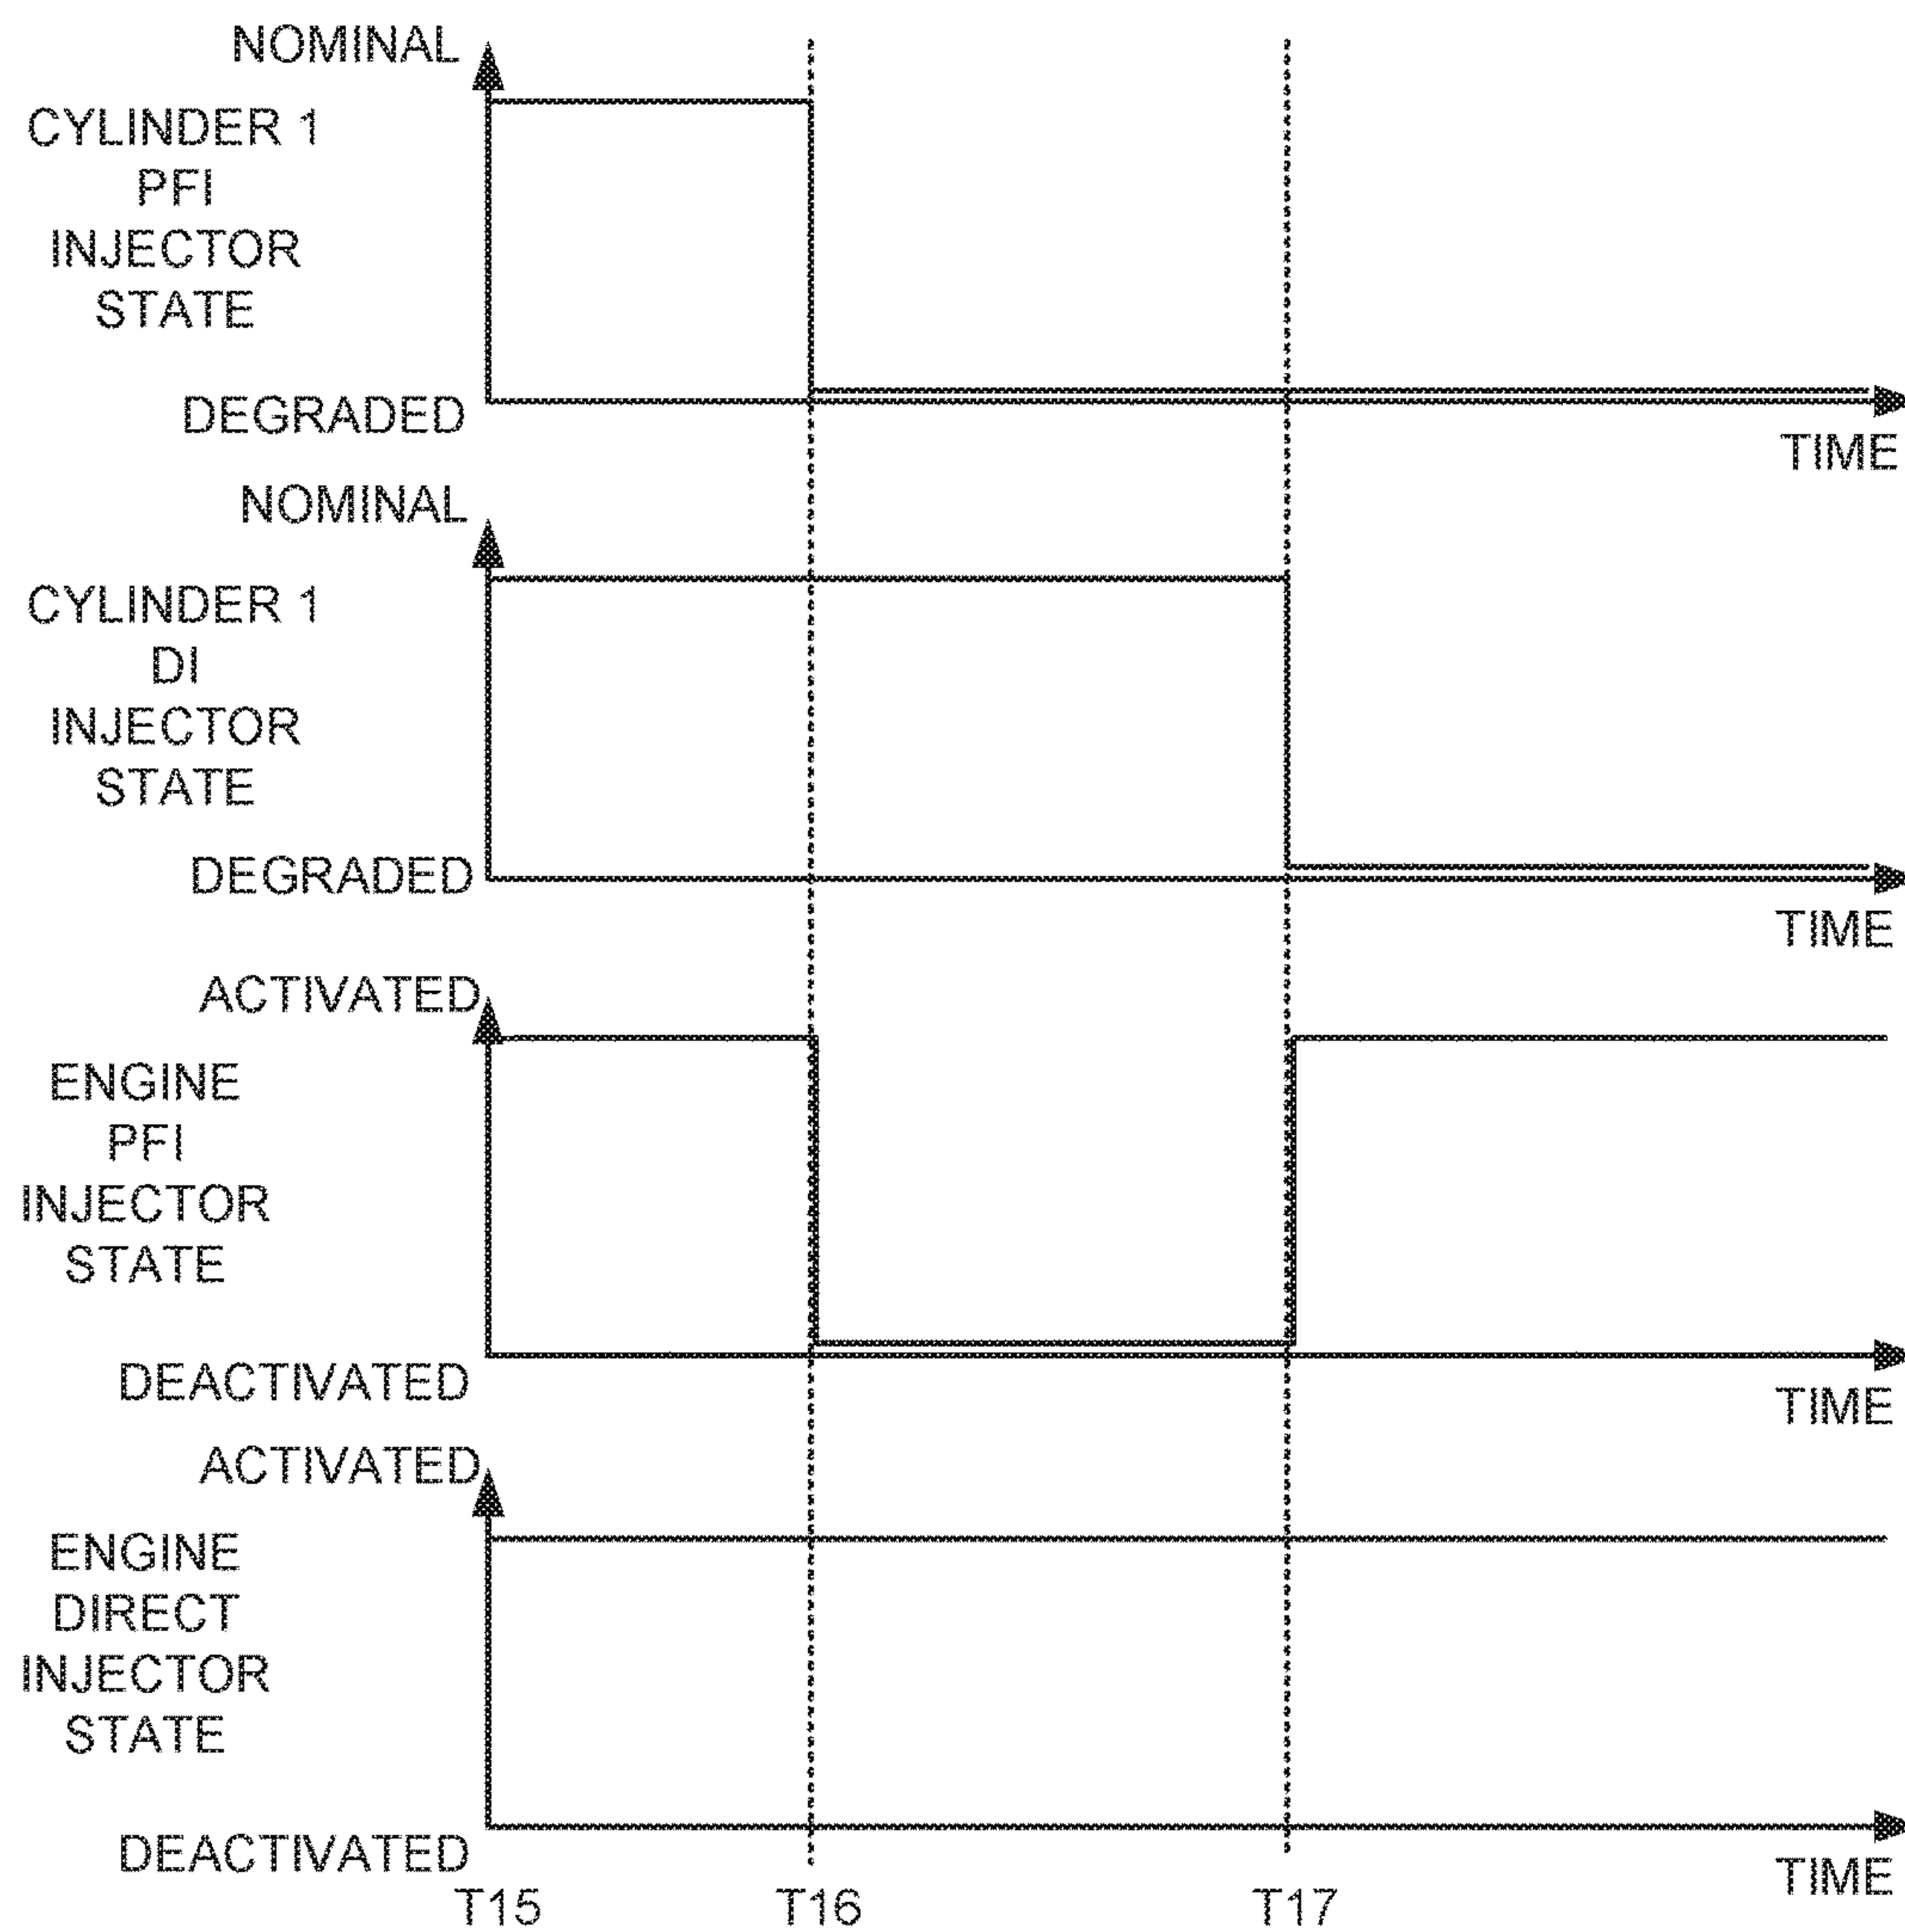 NOMINAL
CYLINDER 1
PFI
INJECTOR
STATE
DEGRADED
TIME
NOMINAL
CYLINDER 1
DI
INJECTOR
STATE
DEGRADED
TIME
ACTIVATED
ENGINE
PFI
INJECTOR
STATE
DEACTIVATED
TIME
ACTIVATED
ENGINE
DIRECT
INJECTOR
STATE
DEACTIVATED
TIME
T15 T16 T17